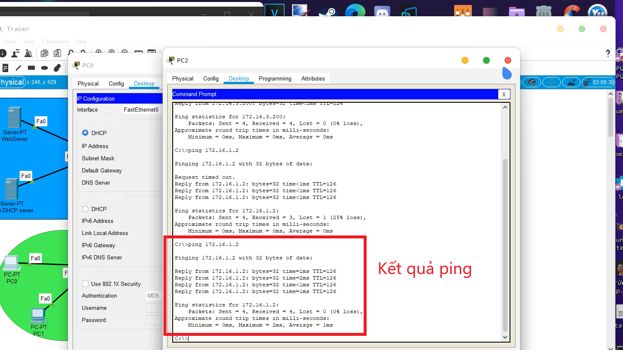 t Tracer
PC0
PC2
Physical Config Desktop
Physical Config Desktop Programming Attributes
Physical x: 246, y: 529
03:09:30
IP Configuration
Interface FastEthernet0
DHCP
IP Address
Subnet Mask
Default Gateway
DNS Server
DHCP
IPv6 Address
Link Local Address
IPv6 Gateway
IPv6 DNS Server
Use 802.1X Security
Authentication MD5
Username
Password
Server-PT
WebServer
Fa0
Fa0
Server-PT
DHCP server
PC-PT
PC0
Fa0
Fa0
PC-PT
PC1
Command Prompt X
Reply from 172.16.3.200: bytes=32 time<1ms TTL=126
Ping statistics for 172.16.3.200:
Packets: Sent = 4, Received = 4, Lost = 0 (0% loss),
Approximate round trip times in milli-seconds:
Minimum = 0ms, Maximum = 0ms, Average = 0ms
C:\>ping 172.16.1.2
Pinging 172.16.1.2 with 32 bytes of data:
Request timed out.
Reply from 172.16.1.2: bytes=32 time<1ms TTL=126
Reply from 172.16.1.2: bytes=32 time<1ms TTL=126
Reply from 172.16.1.2: bytes=32 time<1ms TTL=126
Ping statistics for 172.16.1.2:
Packets: Sent = 4, Received = 3, Lost = 1 (25% loss),
Approximate round trip times in milli-seconds:
Minimum = 0ms, Maximum = 0ms, Average = 0ms
C:\>ping 172.16.1.2
Pinging 172.16.1.2 with 32 bytes of data:
Reply from 172.16.1.2: bytes=32 time=1ms TTL=126
Reply from 172.16.1.2: bytes=32 time=2ms TTL=126
Reply from 172.16.1.2: bytes=32 time<1ms TTL=126
Reply from 172.16.1.2: bytes=32 time=1ms TTL=126
Ping statistics for 172.16.1.2:
Packets: Sent = 4, Received = 4, Lost = 0 (0% loss),
Approximate round trip times in milli-seconds:
Minimum = 0ms, Maximum = 2ms, Average = 1ms
C:\>
Kết quả ping